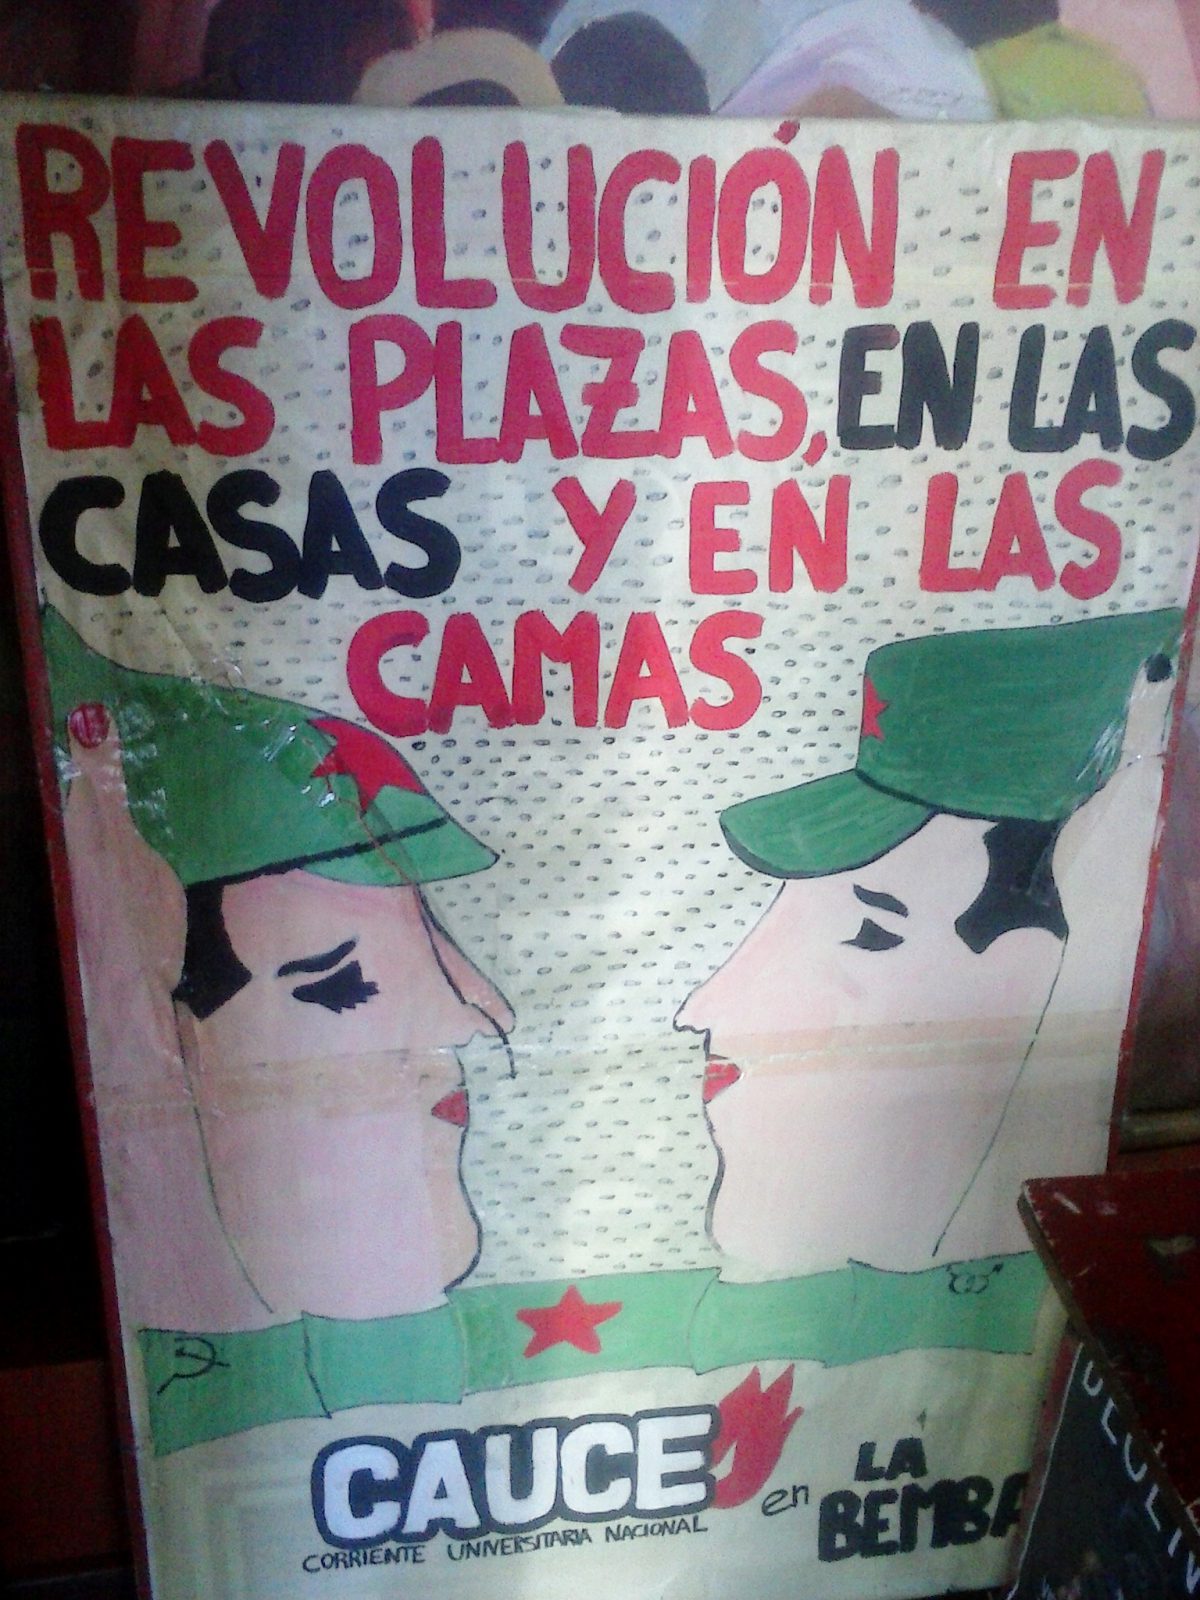 REVOLUCIÓN EN
LAS PLAZAS, EN LAS
CASAS Y EN LAS
CAMAS
CAUCE
CORRIENTE UNIVERSITARIA NACIONAL
en LA
BEMBA